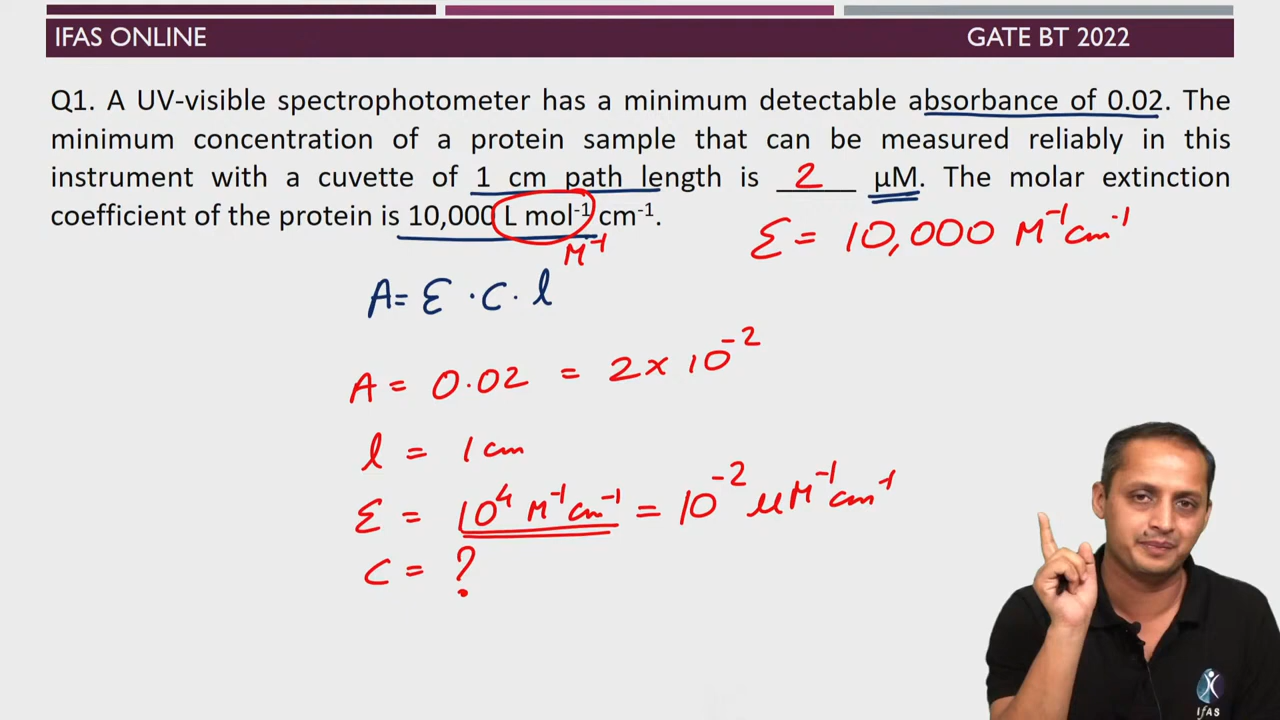 IFAS ONLINE
GATE BT 2022
Q1. A UV-visible spectrophotometer has a minimum detectable absorbance of 0.02. The
minimum concentration of a protein sample that can be measured reliably in this
instrument with a cuvette of 1 cm path length is __2__ µM. The molar extinction
coefficient of the protein is 10,000 L mol⁻¹ cm⁻¹.
M⁻¹
Ɛ = 10,000 M⁻¹cm⁻¹
A= Ɛ · C · l
A = 0.02 = 2 x 10⁻²
l = 1 cm
Ɛ = 10⁴ M⁻¹cm⁻¹ = 10⁻² µM⁻¹cm⁻¹
C = ?
IFAS